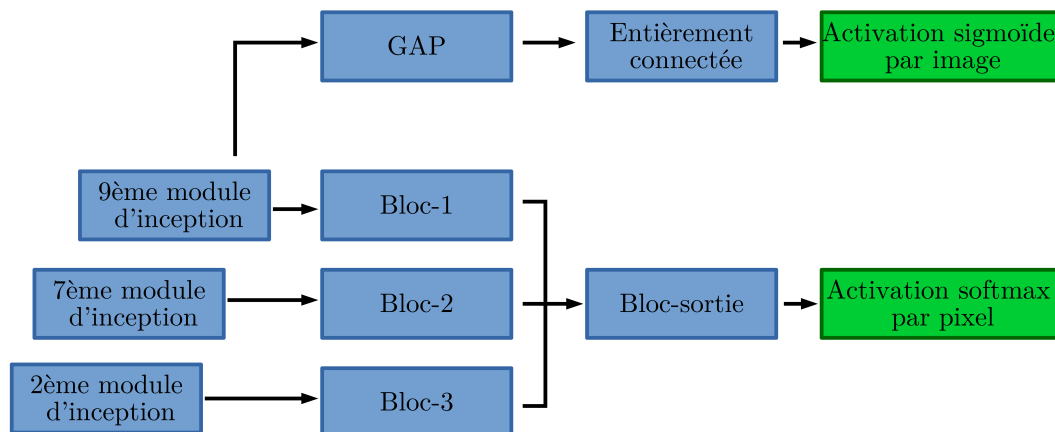 GAP
Entièrement
connectée
Activation sigmoïde
par image
9ème module
d'inception
Bloc-1
7ème module
d'inception
Bloc-2
Bloc-sortie
Activation softmax
par pixel
2ème module
d'inception
Bloc-3